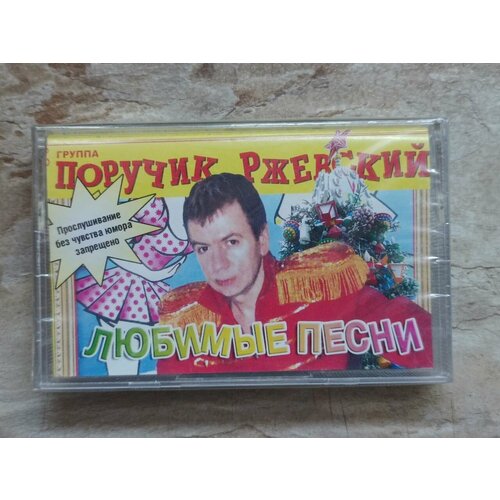 ГРУППА
ПОРУЧИК РЖЕВСКИЙ
Прослушивание
без чувства юмора
запрещено
ЛЮБИМЫЕ ПЕСНИ